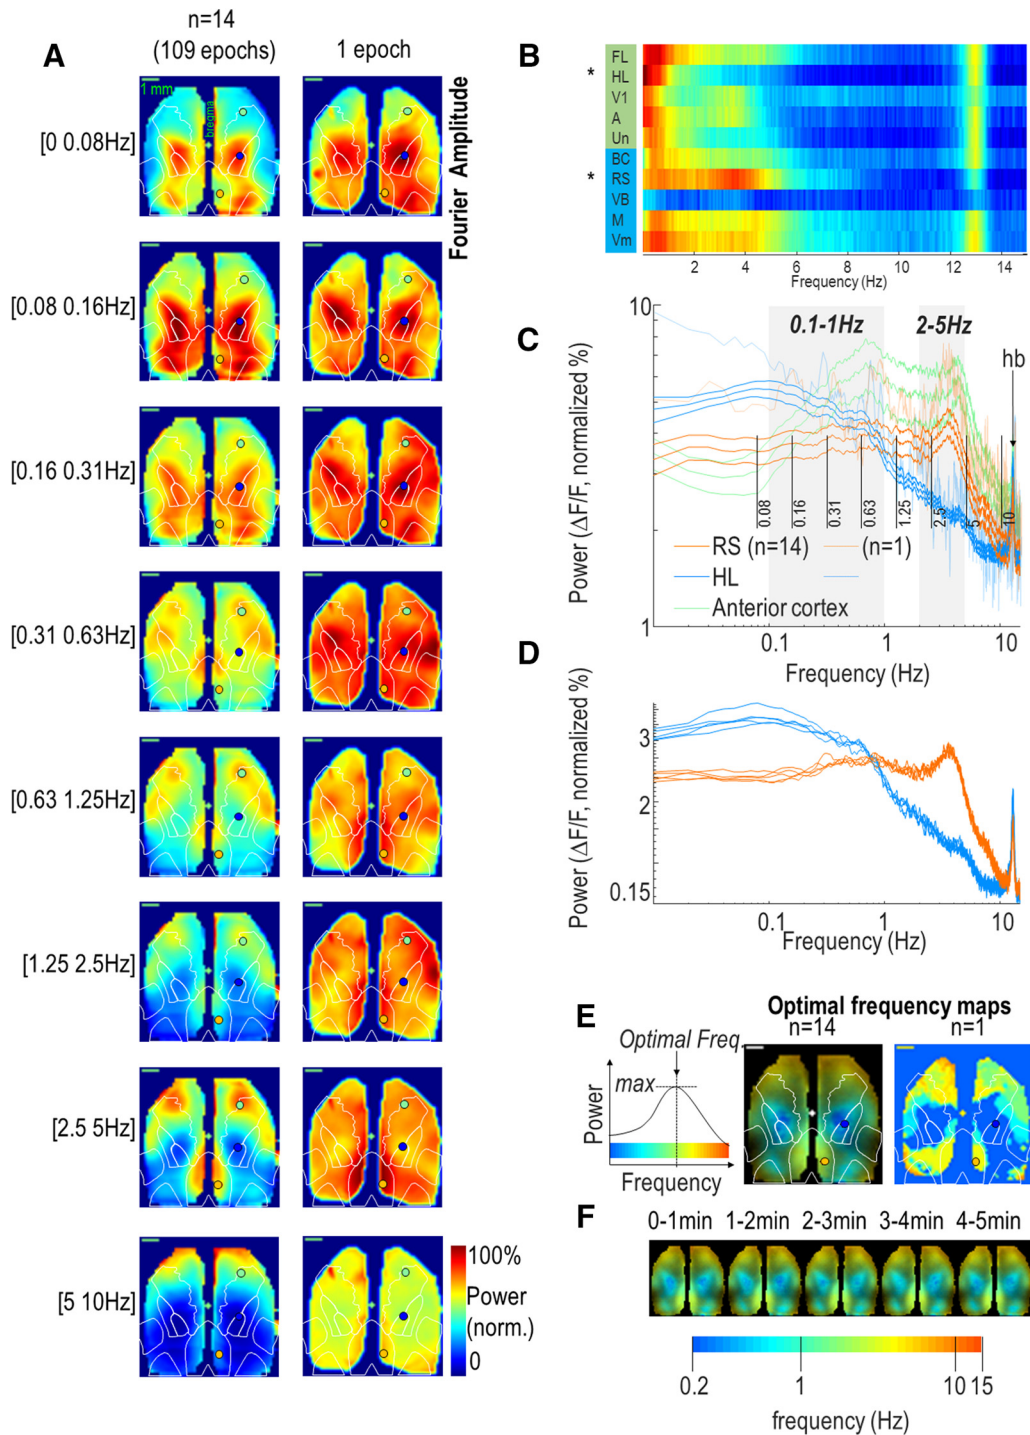 A
n=14
(109 epochs)
1 epoch
1 mm
bregma
Fourier Amplitude
[0 0.08Hz]
[0.08 0.16Hz]
[0.16 0.31Hz]
[0.31 0.63Hz]
[0.63 1.25Hz]
[1.25 2.5Hz]
[2.5 5Hz]
[5 10Hz]
100%
Power
(norm.)
0
B
*
*
FL
HL
V1
A
Un
BC
RS
VB
M
Vm
2 4 6 8 10 12 14
Frequency (Hz)
C
0.1-1Hz
2-5Hz
hb
10
1
Power (ΔF/F, normalized %)
0.08
0.16
0.31
0.63
1.25
2.5
5
10
RS (n=14)
(n=1)
HL
Anterior cortex
0.1 1 10
Frequency (Hz)
D
3
2
0.15
Power (ΔF/F, normalized %)
0.1 1 10
Frequency (Hz)
E
Optimal Freq.
max
Power
Frequency
Optimal frequency maps
n=14
n=1
F
0-1min 1-2min 2-3min 3-4min 4-5min
0.2 1 10 15
frequency (Hz)